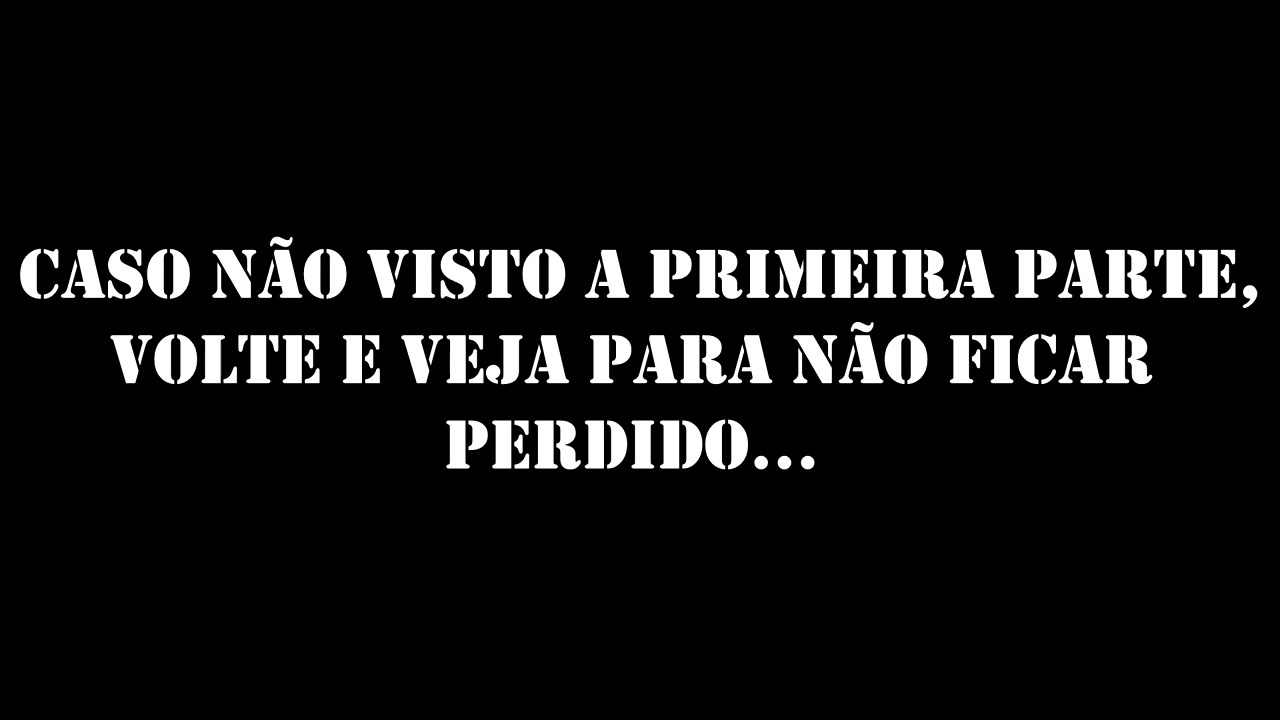 CASO NÃO VISTO A PRIMEIRA PARTE,
VOLTE E VEJA PARA NÃO FICAR
PERDIDO...